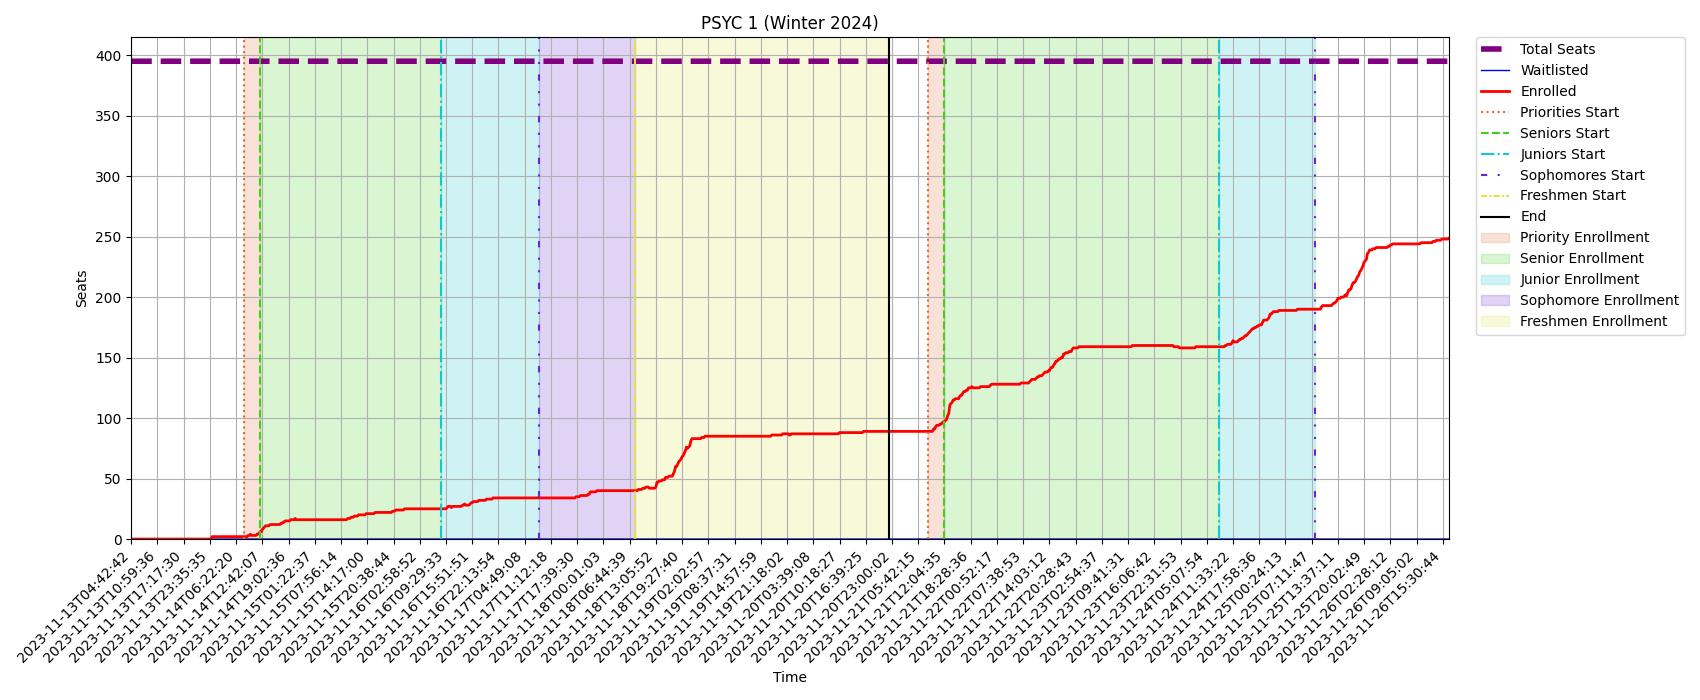 PSYC 1 (Winter 2024)
400
350
300
250
200
150
100
50
0
Seats
2023-11-13T04:42:42
2023-11-13T10:59:36
2023-11-13T17:17:30
2023-11-13T23:35:35
2023-11-14T06:22:20
2023-11-14T12:42:07
2023-11-14T19:02:36
2023-11-15T01:22:37
2023-11-15T07:56:14
2023-11-15T14:17:00
2023-11-15T20:38:44
2023-11-16T02:58:52
2023-11-16T09:29:33
2023-11-16T15:51:51
2023-11-16T22:13:54
2023-11-17T04:49:08
2023-11-17T11:12:18
2023-11-17T17:39:30
2023-11-18T00:01:03
2023-11-18T06:44:39
2023-11-18T13:05:52
2023-11-18T19:27:40
2023-11-19T02:02:57
2023-11-19T08:37:31
2023-11-19T14:57:59
2023-11-19T21:18:02
2023-11-20T03:39:08
2023-11-20T10:18:27
2023-11-20T16:39:25
2023-11-20T23:00:02
2023-11-21T05:42:15
2023-11-21T12:04:35
2023-11-21T18:28:36
2023-11-22T00:52:17
2023-11-22T07:38:53
2023-11-22T14:03:12
2023-11-22T20:28:43
2023-11-23T02:54:37
2023-11-23T09:41:31
2023-11-23T16:06:42
2023-11-23T22:31:53
2023-11-24T05:07:54
2023-11-24T11:33:22
2023-11-24T17:58:36
2023-11-25T00:24:13
2023-11-25T07:11:47
2023-11-25T13:37:11
2023-11-25T20:02:49
2023-11-26T02:28:12
2023-11-26T09:05:02
2023-11-26T15:30:44
Time
Total Seats
Waitlisted
Enrolled
Priorities Start
Seniors Start
Juniors Start
Sophomores Start
Freshmen Start
End
Priority Enrollment
Senior Enrollment
Junior Enrollment
Sophomore Enrollment
Freshmen Enrollment